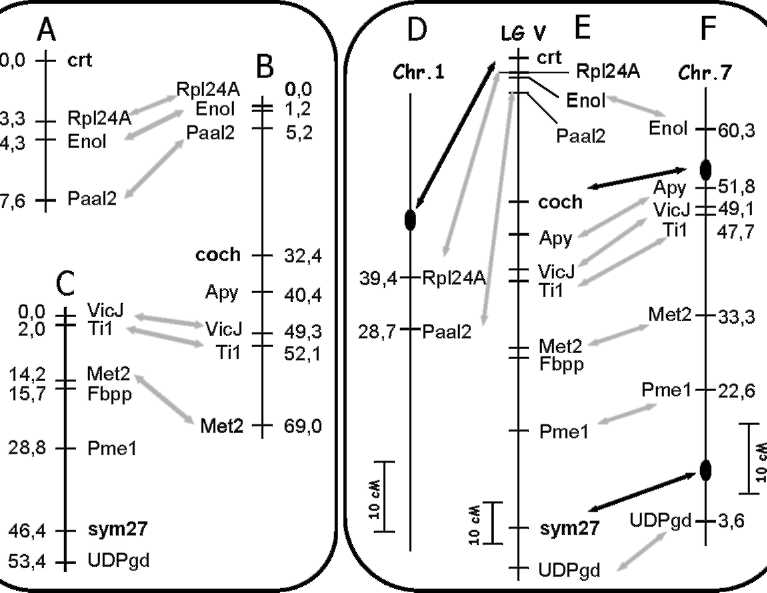 A
0,0 crt
3,3 Rpl24A
4,3 Enol
7,6 Paal2
B
Rpl24A 0,0
Enol 1,2
Paal2 5,2
coch 32,4
Apy 40,4
VicJ 49,3
Ti1 52,1
Met2 69,0
C
0,0 VicJ
2,0 Ti1
14,2 Met2
15,7 Fbpp
28,8 Pme1
46,4 sym27
53,4 UDPgd
D
Chr.1
39,4 Rpl24A
28,7 Paal2
10 cM
LG V E
crt
Rpl24A
Enol
Paal2
coch
Apy
VicJ
Ti1
Met2
Fbpp
Pme1
sym27
UDPgd
10 cM
F
Chr.7
Enol 60,3
Apy 51,8
VicJ 49,1
Ti1 47,7
Met2 33,3
Pme1 22,6
UDPgd 3,6
10 cM